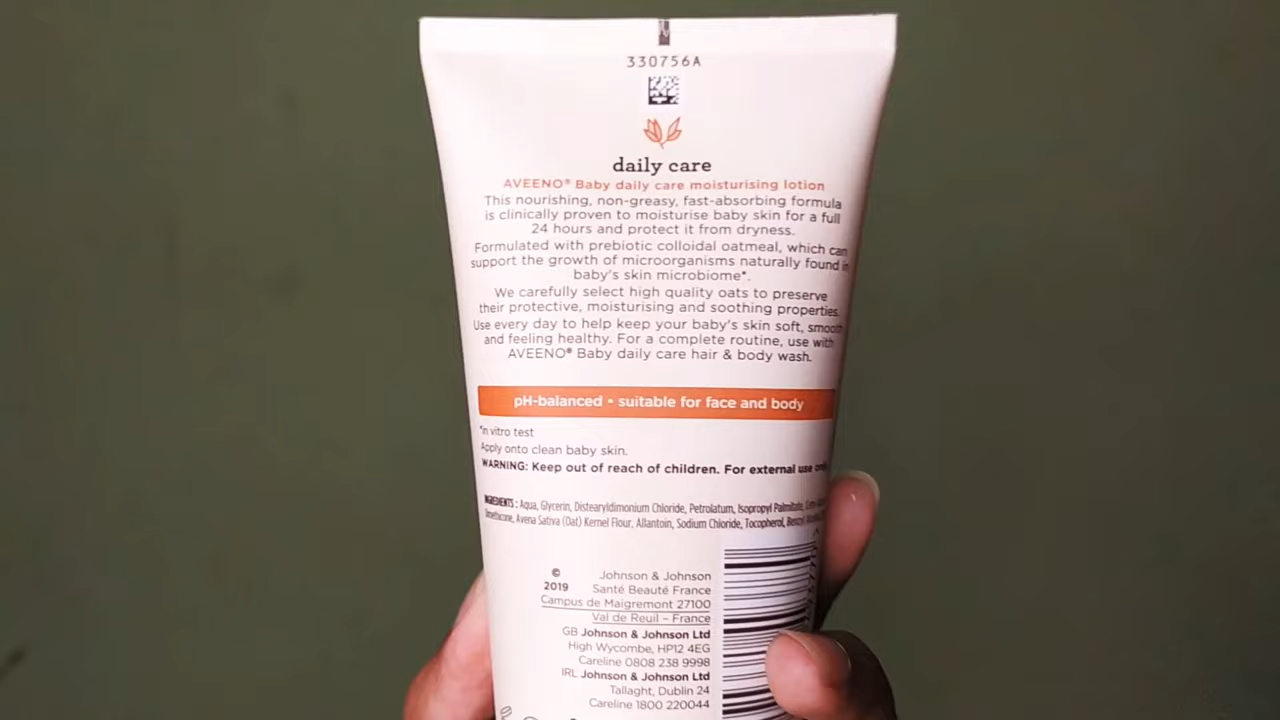 330756A
daily care
AVEENO® Baby daily care moisturising lotion
This nourishing, non-greasy, fast-absorbing formula
is clinically proven to moisturise baby skin for a full
24 hours and protect it from dryness.
Formulated with prebiotic colloidal oatmeal, which can
support the growth of microorganisms naturally found in
baby's skin microbiome*.
We carefully select high quality oats to preserve
their protective, moisturising and soothing properties.
Use every day to help keep your baby's skin soft, smooth
and feeling healthy. For a complete routine, use with
AVEENO® Baby daily care hair & body wash.
pH-balanced • suitable for face and body
*In vitro test
Apply onto clean baby skin.
WARNING: Keep out of reach of children. For external use only.
INGREDIENTS: Aqua, Glycerin, Distearyldimonium Chloride, Petrolatum, Isopropyl Palmitate,
Dimethicone, Avena Sativa (Oat) Kernel Flour, Allantoin, Sodium Chloride, Tocopherol, Benzyl
© 2019
Johnson & Johnson
Santé Beauté France
Campus de Maigremont 27100
Val de Reuil – France
GB Johnson & Johnson Ltd
High Wycombe, HP12 4EG
Careline 0808 238 9998
IRL Johnson & Johnson Ltd
Tallaght, Dublin 24
Careline 1800 220044